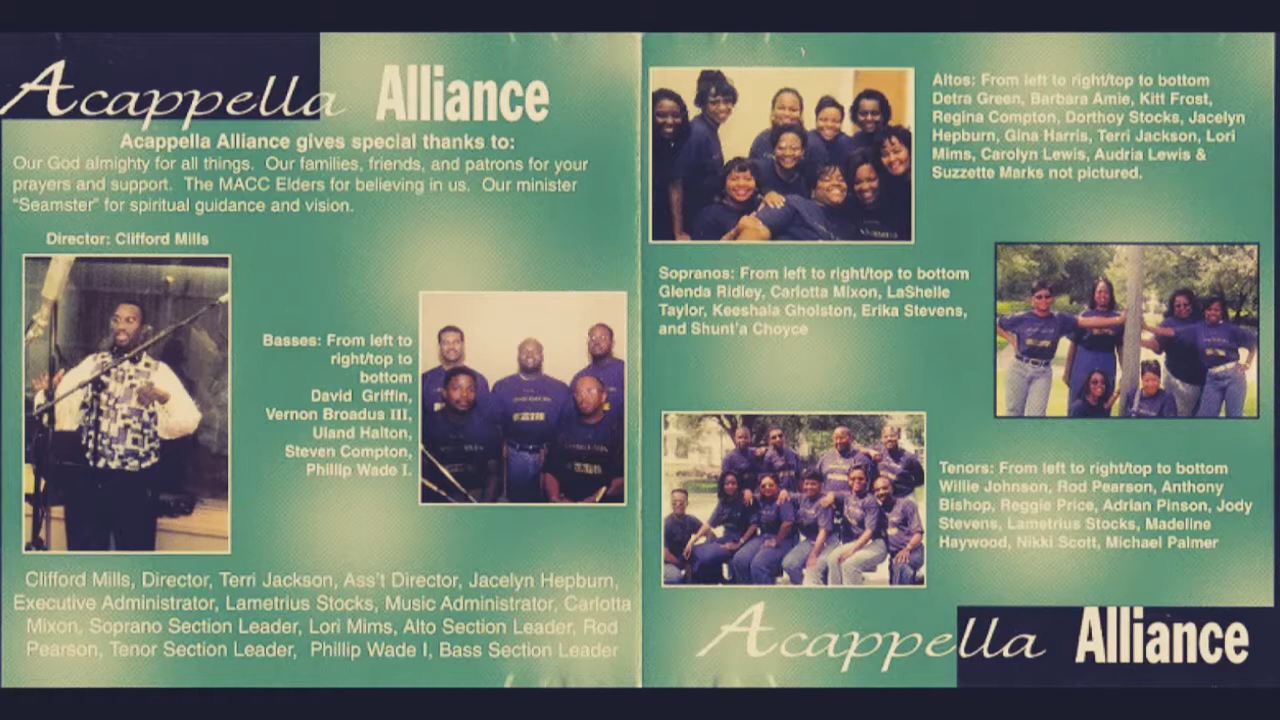 Acappella Alliance
Acappella Alliance gives special thanks to:
Our God almighty for all things. Our families, friends, and patrons for your
prayers and support. The MACC Elders for believing in us. Our minister
"Seamster" for spiritual guidance and vision.
Director: Clifford Mills
Basses: From left to
right/top to
bottom
David Griffin,
Vernon Broadus III,
Uland Halton,
Steven Compton,
Phillip Wade I.
Clifford Mills, Director, Terri Jackson, Ass't Director, Jacelyn Hepburn,
Executive Administrator, Lametrius Stocks, Music Administrator, Carlotta
Mixon, Soprano Section Leader, Lori Mims, Alto Section Leader, Rod
Pearson, Tenor Section Leader, Phillip Wade I, Bass Section Leader
Altos: From left to right/top to bottom
Detra Green, Barbara Amie, Kitt Frost,
Regina Compton, Dorthoy Stocks, Jacelyn
Hepburn, Gina Harris, Terri Jackson, Lori
Mims, Carolyn Lewis, Audria Lewis &
Suzzette Marks not pictured.
Sopranos: From left to right/top to bottom
Glenda Ridley, Carlotta Mixon, LaShelle
Taylor, Keeshala Gholston, Erika Stevens,
and Shunt'a Choyce
Tenors: From left to right/top to bottom
Willie Johnson, Rod Pearson, Anthony
Bishop, Reggie Price, Adrian Pinson, Jody
Stevens, Lametrius Stocks, Madeline
Haywood, Nikki Scott, Michael Palmer
Acappella Alliance